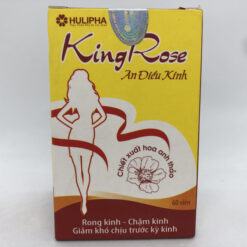 HULIPHA
King Rose
An Điều Kinh
Chiết xuất hoa anh thảo
60 viên
Rong kinh - Chậm kinh
Giảm khó chịu trước kỳ kinh